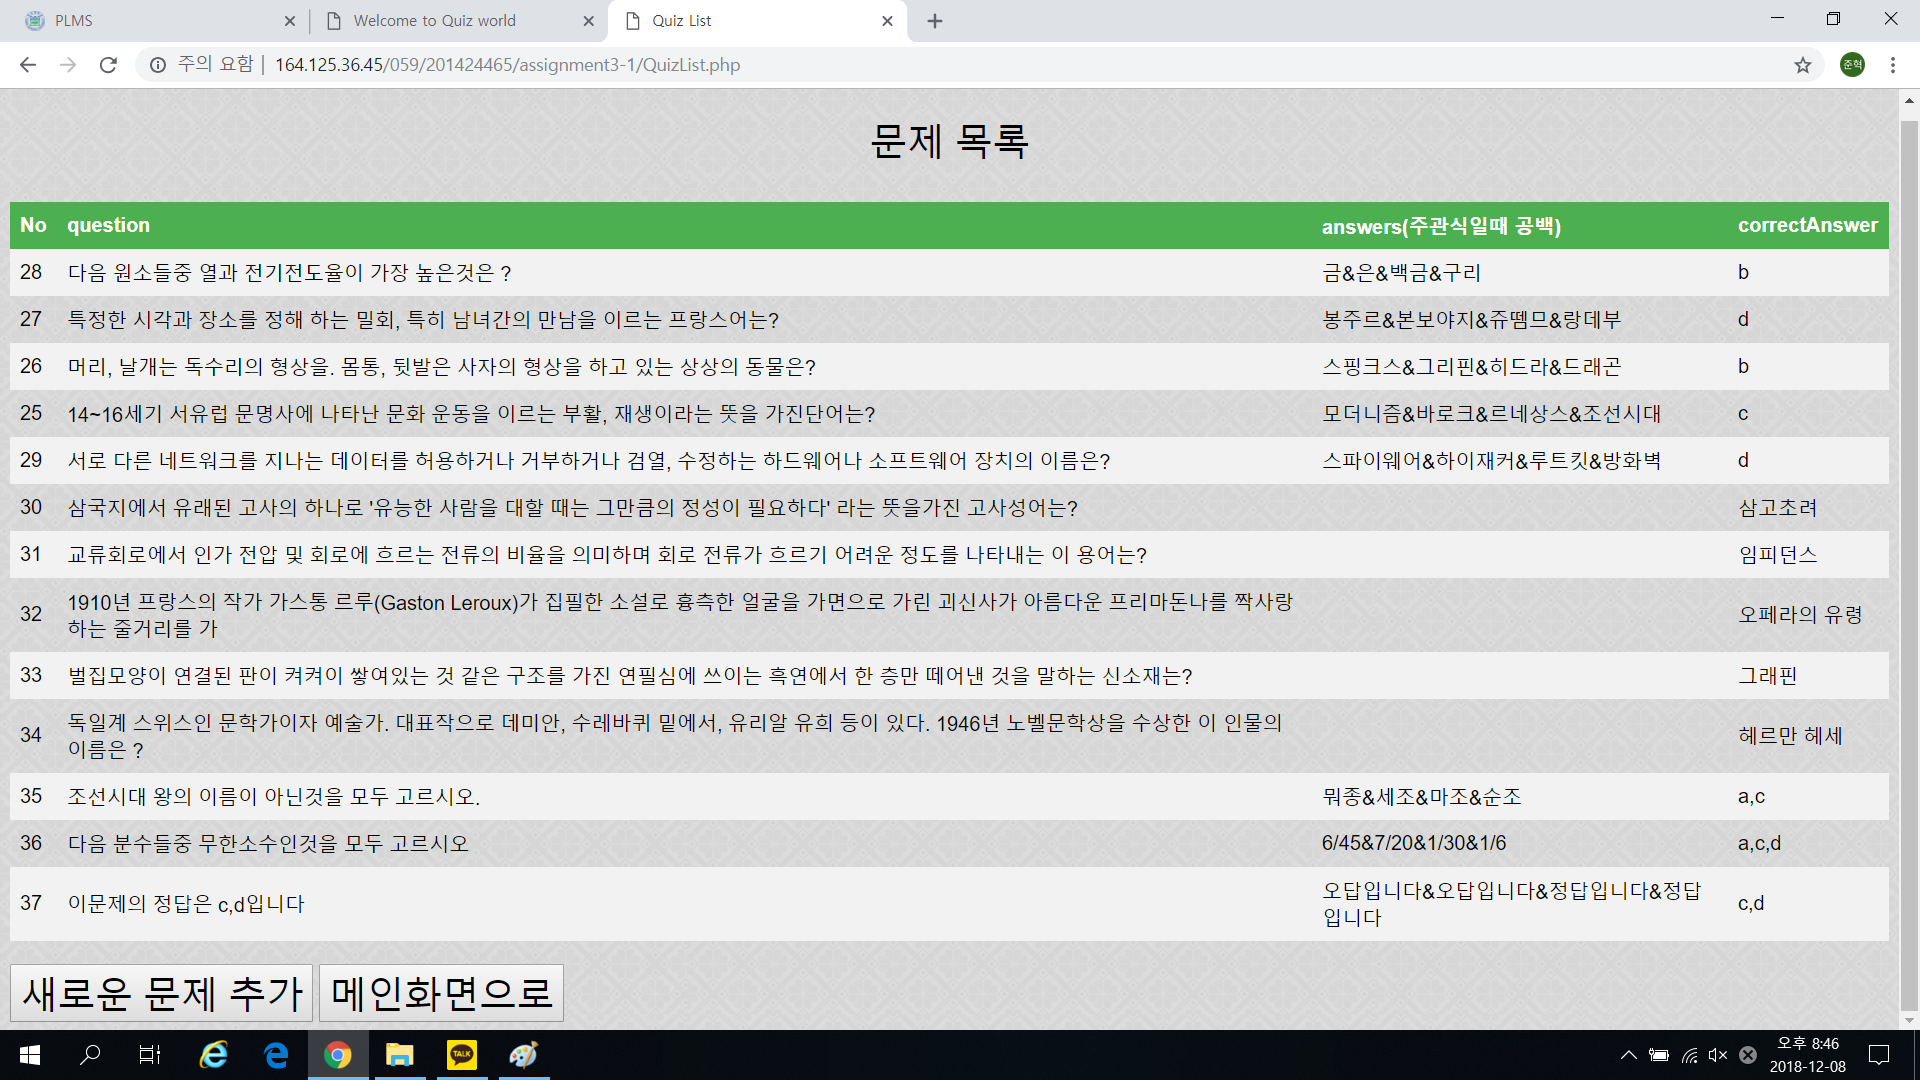 PLMS
Welcome to Quiz world
Quiz List
주의 요함 | 164.125.36.45/059/201424465/assignment3-1/QuizList.php
준혁
문제 목록
No question answers(주관식일때 공백) correctAnswer
28 다음 원소들중 열과 전기전도율이 가장 높은것은 ? 금&은&백금&구리 b
27 특정한 시각과 장소를 정해 하는 밀회, 특히 남녀간의 만남을 이르는 프랑스어는? 봉주르&본보야지&쥬뗌므&랑데부 d
26 머리, 날개는 독수리의 형상을. 몸통, 뒷발은 사자의 형상을 하고 있는 상상의 동물은? 스핑크스&그리핀&히드라&드래곤 b
25 14~16세기 서유럽 문명사에 나타난 문화 운동을 이르는 부활, 재생이라는 뜻을 가진단어는? 모더니즘&바로크&르네상스&조선시대 c
29 서로 다른 네트워크를 지나는 데이터를 허용하거나 거부하거나 검열, 수정하는 하드웨어나 소프트웨어 장치의 이름은? 스파이웨어&하이재커&루트킷&방화벽 d
30 삼국지에서 유래된 고사의 하나로 '유능한 사람을 대할 때는 그만큼의 정성이 필요하다' 라는 뜻을가진 고사성어는? 삼고초려
31 교류회로에서 인가 전압 및 회로에 흐르는 전류의 비율을 의미하며 회로 전류가 흐르기 어려운 정도를 나타내는 이 용어는? 임피던스
32 1910년 프랑스의 작가 가스통 르루(Gaston Leroux)가 집필한 소설로 흉측한 얼굴을 가면으로 가린 괴신사가 아름다운 프리마돈나를 짝사랑
하는 줄거리를 가 오페라의 유령
33 벌집모양이 연결된 판이 켜켜이 쌓여있는 것 같은 구조를 가진 연필심에 쓰이는 흑연에서 한 층만 떼어낸 것을 말하는 신소재는? 그래핀
34 독일계 스위스인 문학가이자 예술가. 대표작으로 데미안, 수레바퀴 밑에서, 유리알 유희 등이 있다. 1946년 노벨문학상을 수상한 이 인물의
이름은 ? 헤르만 헤세
35 조선시대 왕의 이름이 아닌것을 모두 고르시오. 뭐종&세조&마조&순조 a,c
36 다음 분수들중 무한소수인것을 모두 고르시오 6/45&7/20&1/30&1/6 a,c,d
37 이문제의 정답은 c,d입니다 오답입니다&오답입니다&정답입니다&정답
입니다 c,d
새로운 문제 추가 메인화면으로
TALK
오후 8:46
2018-12-08